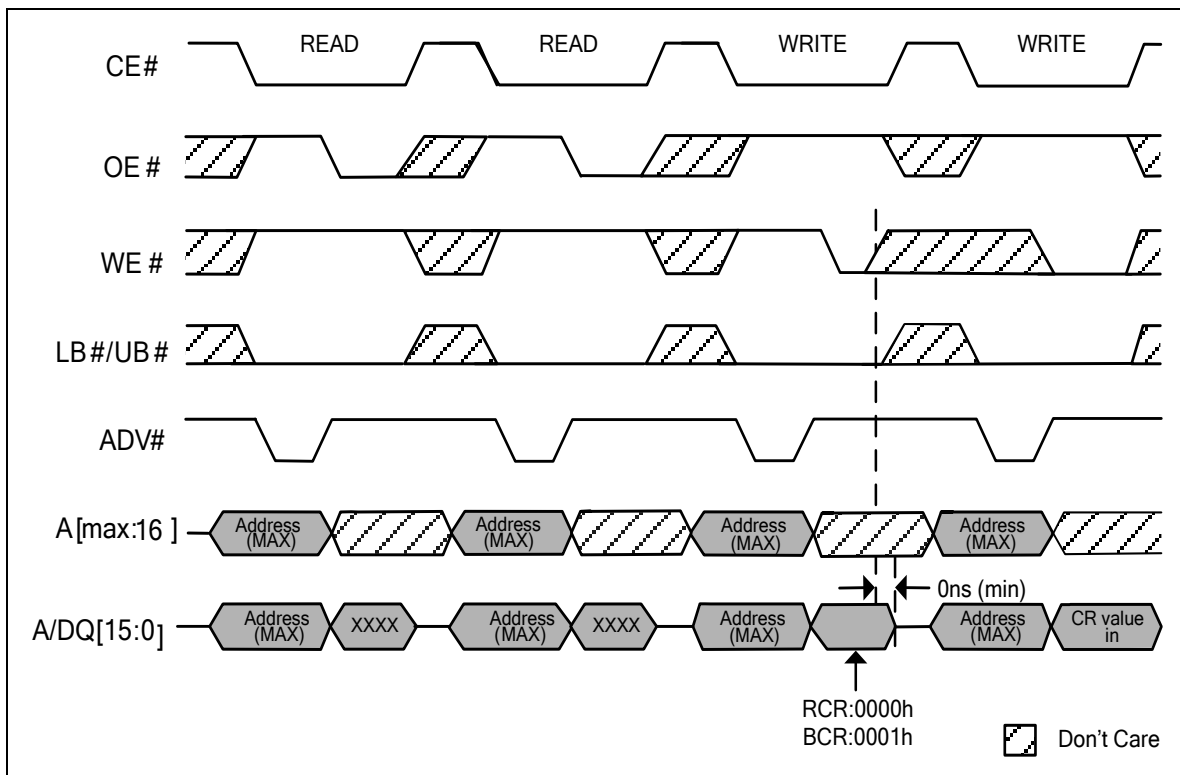 READ READ WRITE WRITE
CE#
OE #
WE #
LB #/UB #
ADV#
A[max:16 ] Address (MAX) Address (MAX) Address (MAX) Address (MAX)
0ns (min)
A/DQ[15:0] Address (MAX) XXXX Address (MAX) XXXX Address (MAX) Address (MAX) CR value in
RCR:0000h
BCR:0001h
Don't Care